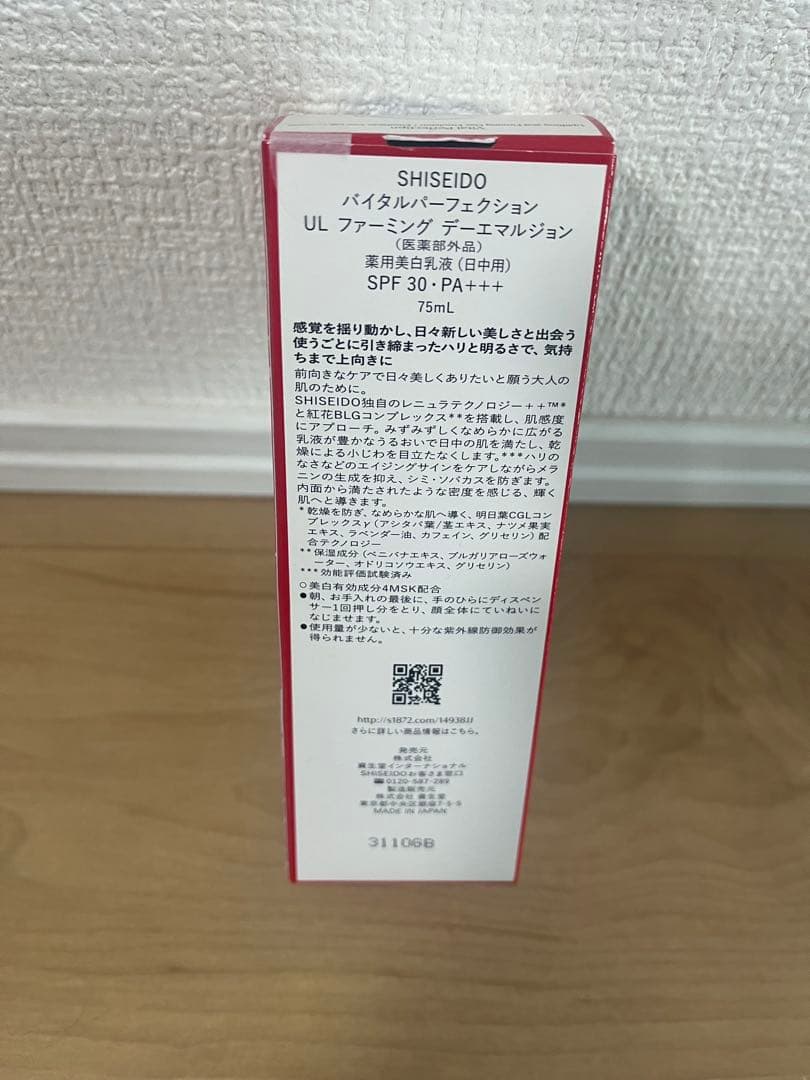 Vital Perfection
SHISEIDO
バイタルパーフェクション
UL ファーミング デーエマルジョン
（医薬部外品）
薬用美白乳液（日中用）
SPF 30・PA+++
75mL
感覚を揺り動かし、日々新しい美しさと出会う
使うごとに引き締まったハリと明るさで、気持
ちまで上向きに
前向きなケアで日々美しくありたいと願う大人の
肌のために。
SHISEIDO独自のレニュラテクノロジー＋＋™*
と紅花BLGコンプレックス**を搭載し、肌感度
にアプローチ。みずみずしくなめらかに広がる
乳液が豊かなうるおいで日中の肌を満たし、乾
燥による小じわを目立たなくします。***ハリの
なさなどのエイジングサインをケアしながらメラ
ニンの生成を抑え、シミ・ソバカスを防ぎます。
内面から満たされたような密度を感じる、輝く
肌へと導きます。
* 乾燥を防ぎ、なめらかな肌へ導く、明日葉CGLコン
プレックスγ（アシタバ葉/茎エキス、ナツメ果実
エキス、ラベンダー油、カフェイン、グリセリン）配
合テクノロジー
** 保湿成分（ベニバナエキス、ブルガリアローズウォ
ーター、オドリコソウエキス、グリセリン）
*** 効能評価試験済み
○美白有効成分4MSK配合
●朝、お手入れの最後に、手のひらにディスペン
サー1回押し分をとり、顔全体にていねいに
なじませます。
●使用量が少ないと、十分な紫外線防御効果が
得られません。
http://s1872.com/14938JJ
さらに詳しい商品情報はこちら。
発売元
株式会社
資生堂インターナショナル
SHISEIDOお客さま窓口
☎0120-587-289
製造販売元
株式会社 資生堂
東京都中央区銀座7-5-5
MADE IN JAPAN
31106B